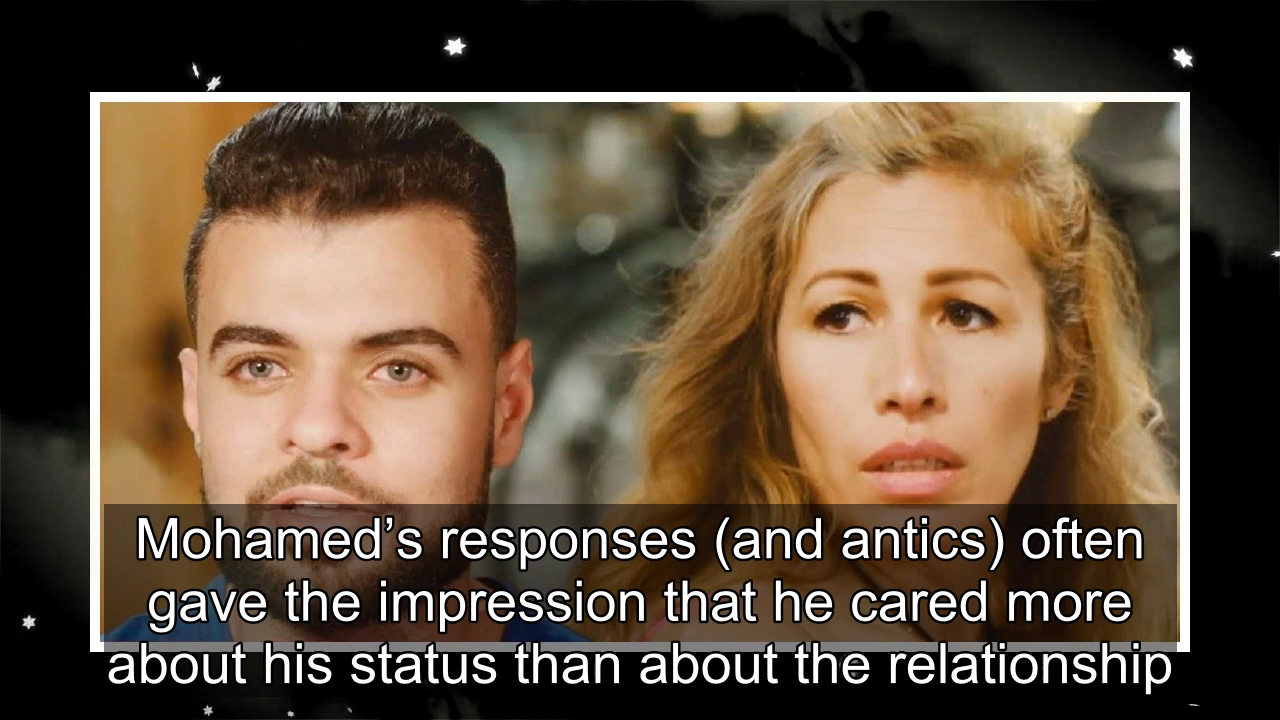 Mohamed’s responses (and antics) often
gave the impression that he cared more
about his status than about the relationship